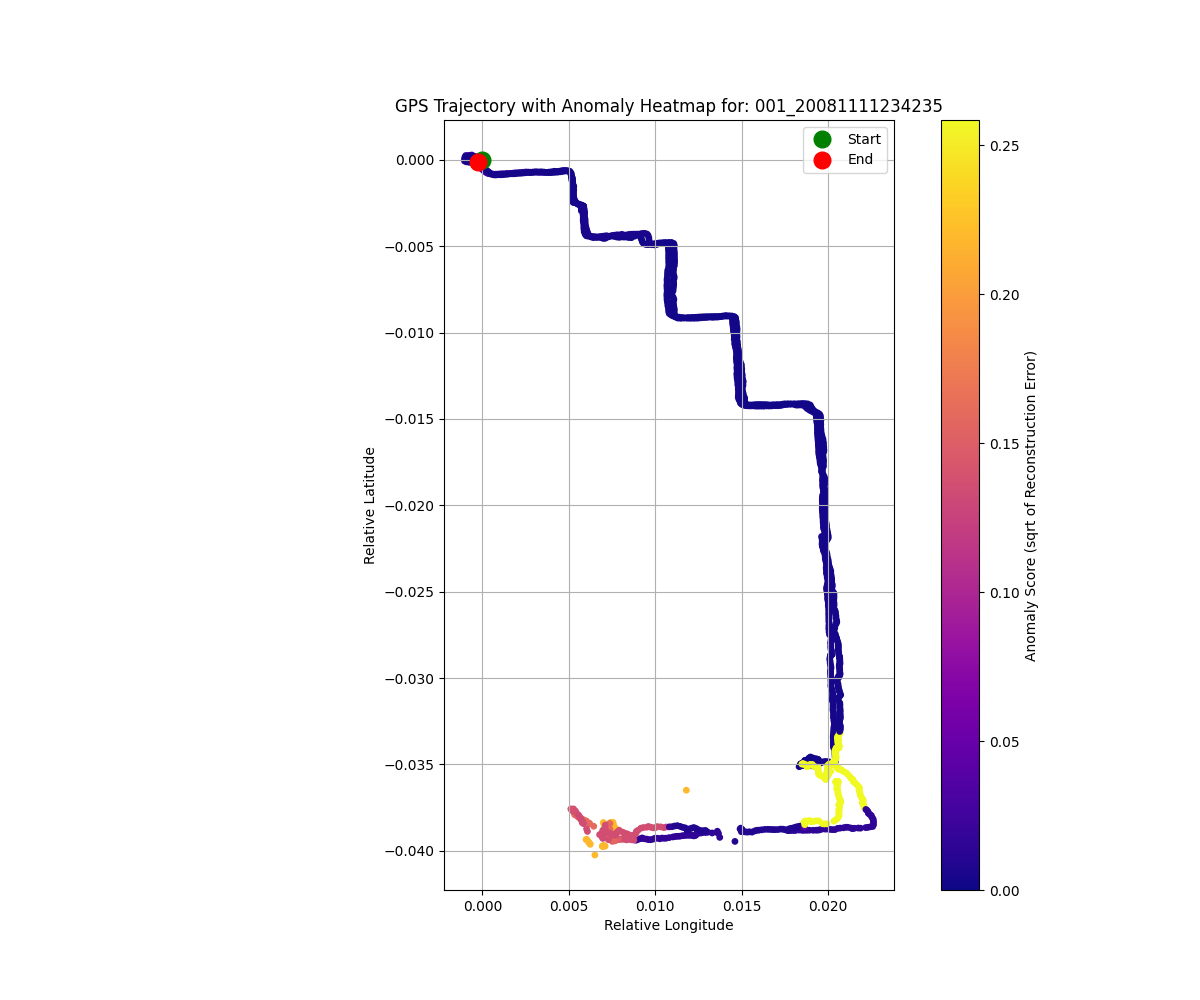 GPS Trajectory with Anomaly Heatmap for: 001_20081111234235
Start
End
0.000
−0.005
−0.010
−0.015
−0.020
−0.025
−0.030
−0.035
−0.040
Relative Latitude
0.000 0.005 0.010 0.015 0.020
Relative Longitude
0.25
0.20
0.15
0.10
0.05
0.00
Anomaly Score (sqrt of Reconstruction Error)